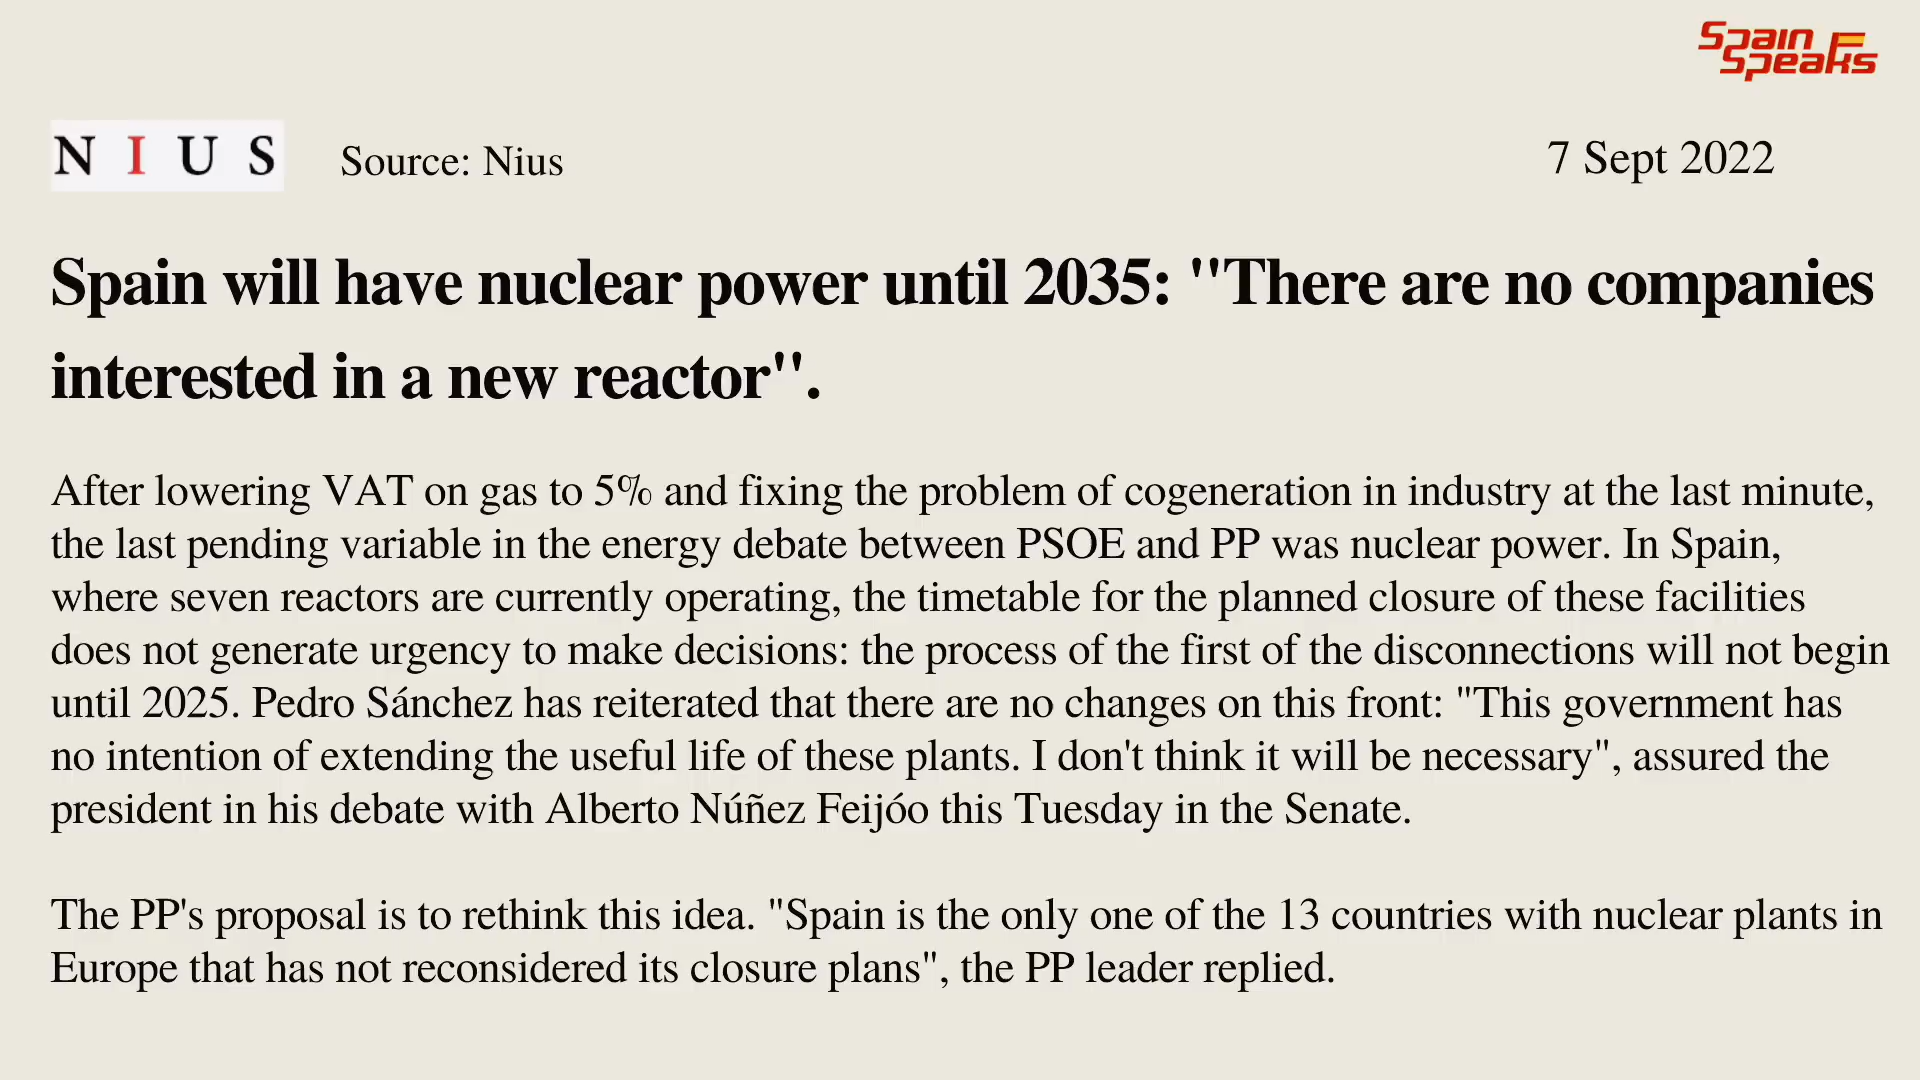 Spain
Speaks
NIUS
Source: Nius
7 Sept 2022
Spain will have nuclear power until 2035: "There are no companies
interested in a new reactor".
After lowering VAT on gas to 5% and fixing the problem of cogeneration in industry at the last minute,
the last pending variable in the energy debate between PSOE and PP was nuclear power. In Spain,
where seven reactors are currently operating, the timetable for the planned closure of these facilities
does not generate urgency to make decisions: the process of the first of the disconnections will not begin
until 2025. Pedro Sánchez has reiterated that there are no changes on this front: "This government has
no intention of extending the useful life of these plants. I don't think it will be necessary", assured the
president in his debate with Alberto Núñez Feijóo this Tuesday in the Senate.
The PP's proposal is to rethink this idea. "Spain is the only one of the 13 countries with nuclear plants in
Europe that has not reconsidered its closure plans", the PP leader replied.